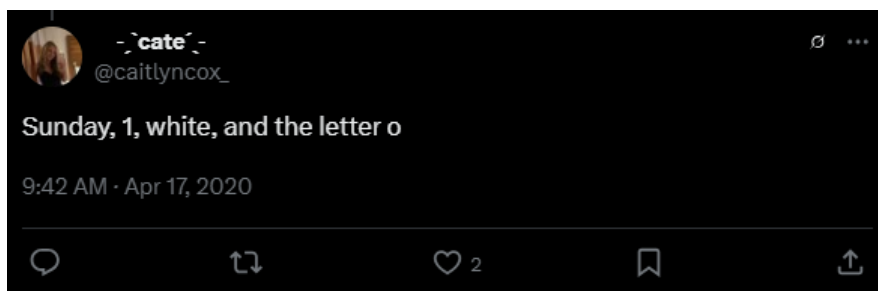 -ˏ`cate´ˎ-
@caitlyncox_
Sunday, 1, white, and the letter o
9:42 AM · Apr 17, 2020
2